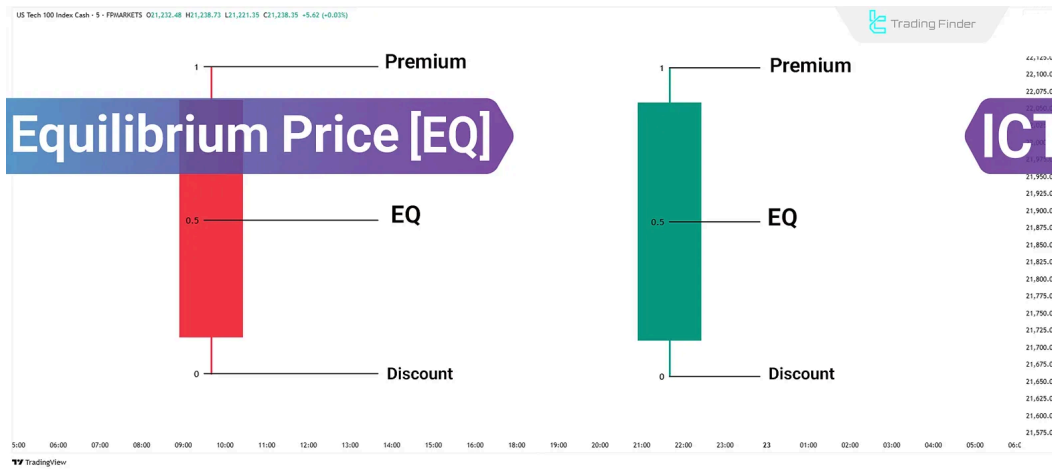 US Tech 100 Index Cash · 5 · FPMARKETS O21,232.48 H21,238.73 L21,221.35 C21,238.35 +5.62 (+0.03%)
Trading Finder
1 Premium
1 Premium
Equilibrium Price [EQ]
ICT
0.5 EQ
0.5 EQ
0 Discount
0 Discount
22,100.0
22,075.0
21,950.0
21,925.0
21,900.0
21,875.0
21,850.0
21,825.0
21,800.0
21,775.0
21,750.0
21,725.0
21,700.0
21,675.0
21,650.0
21,625.0
21,600.0
21,575.0
5:00 06:00 07:00 08:00 09:00 10:00 11:00 12:00 13:00 14:00 15:00 16:00 17:00 18:00 19:00 20:00 21:00 22:00 23:00 23 01:00 02:00 03:00 04:00 05:00
TradingView